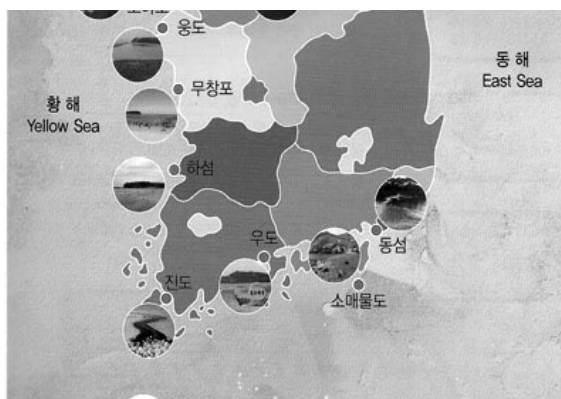 웅도
무창포
동 해
East Sea
황 해
Yellow Sea
하섬
우도
동섬
진도
소매물도